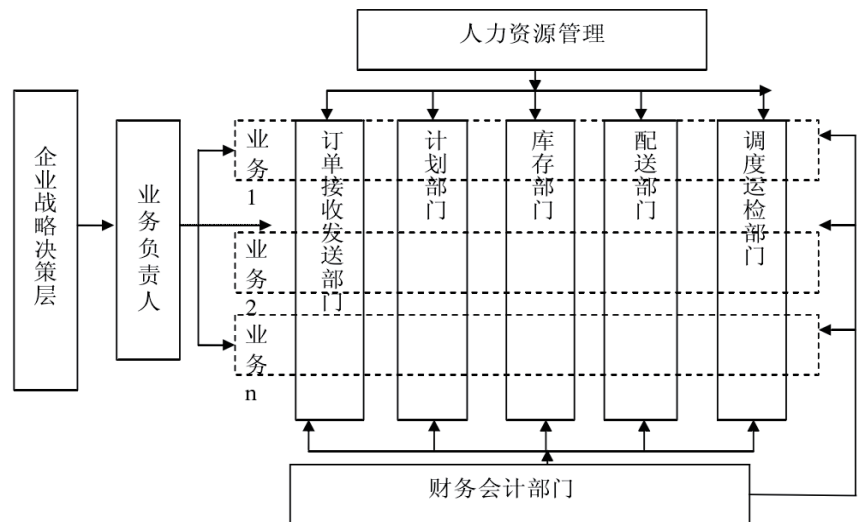 人力资源管理
企业战略决策层
业务负责人
业务1
业务2
业务n
订单接收发送部门
计划部门
库存部门
配送部门
调度运检部门
财务会计部门